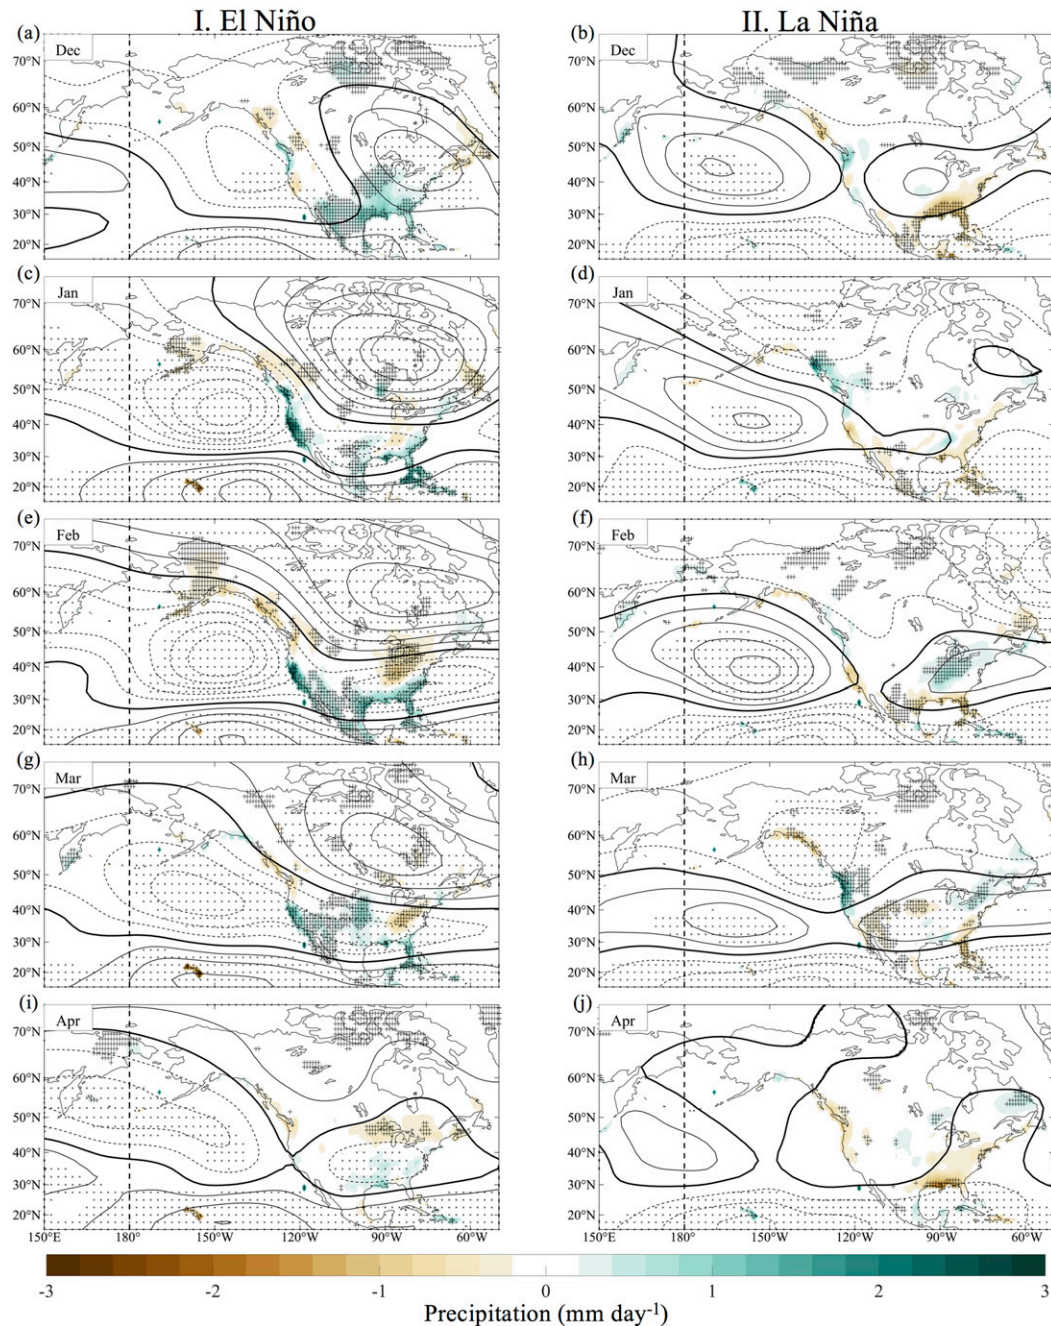 I. El Niño II. La Niña
(a) Dec (b) Dec
70°N 70°N
60°N 60°N
50°N 50°N
40°N 40°N
30°N 30°N
20°N 20°N
(c) Jan (d) Jan
70°N 70°N
60°N 60°N
50°N 50°N
40°N 40°N
30°N 30°N
20°N 20°N
(e) Feb (f) Feb
70°N 70°N
60°N 60°N
50°N 50°N
40°N 40°N
30°N 30°N
20°N 20°N
(g) Mar (h) Mar
70°N 70°N
60°N 60°N
50°N 50°N
40°N 40°N
30°N 30°N
20°N 20°N
(i) Apr (j) Apr
70°N 70°N
60°N 60°N
50°N 50°N
40°N 40°N
30°N 30°N
20°N 20°N
150°E 180° 150°W 120°W 90°W 60°W 150°E 180° 150°W 120°W 90°W 60°W
-3 -2 -1 0 1 2 3
Precipitation (mm day⁻¹)